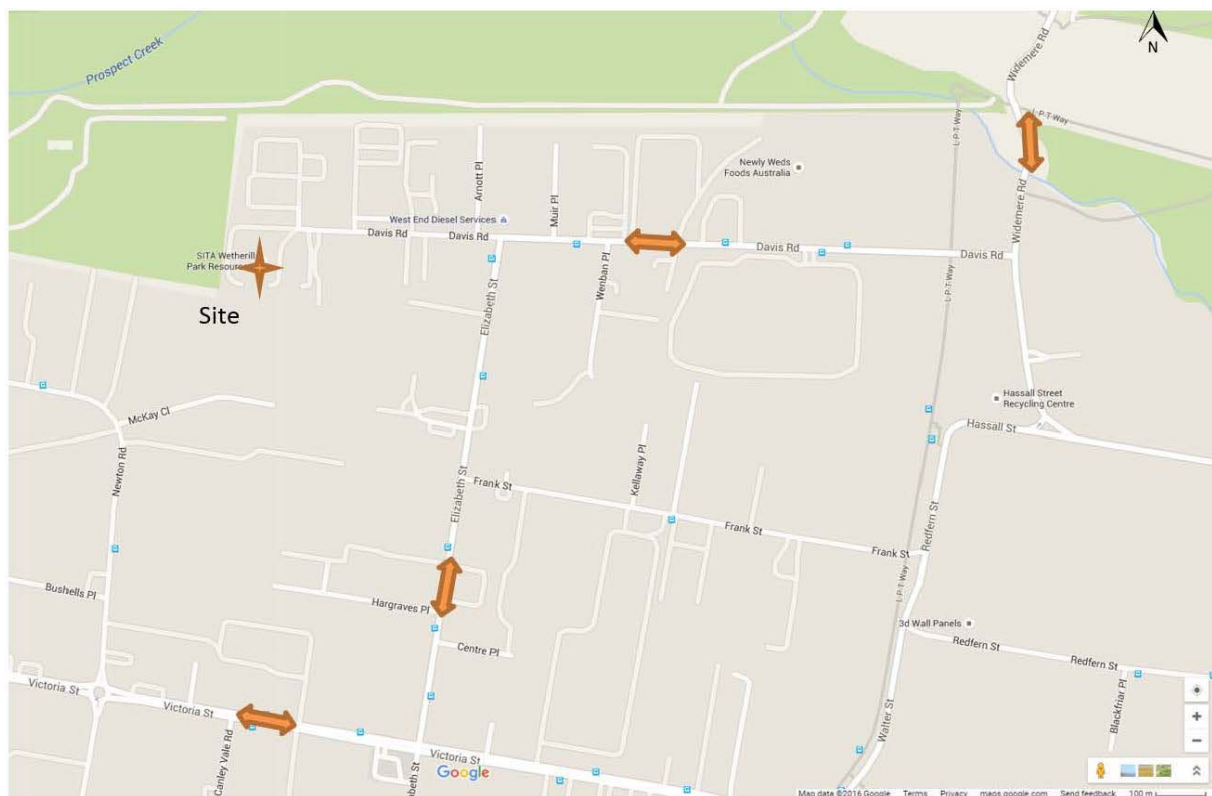 Prospect Creek
Widemere Rd
N
L-P-T-Way
L-P-T-Way
Arnott Pl
Muir Pl
Newly Weds
Foods Australia
West End Diesel Services
Davis Rd
Davis Rd
Davis Rd
Davis Rd
Widemere Rd
SITA Wetherill
Park Resour
Site
Wenban Pl
Elizabeth St
L-P-T-Way
Hassall Street
Recycling Centre
McKay Cl
Hassall St
Newton Rd
Kellaway Pl
Elizabeth St
Frank St
Frank St
Frank St
Redfern St
L-P-T-Way
Bushells Pl
Hargraves Pl
3d Wall Panels
Centre Pl
Redfern St
Redfern St
Victoria St
Victoria St
Blackfriar Pl
Canley Vale Rd
Walter St
Victoria St
Elizabeth St
Google
Map data ©2016 Google Terms Privacy maps.google.com Send feedback 100 m